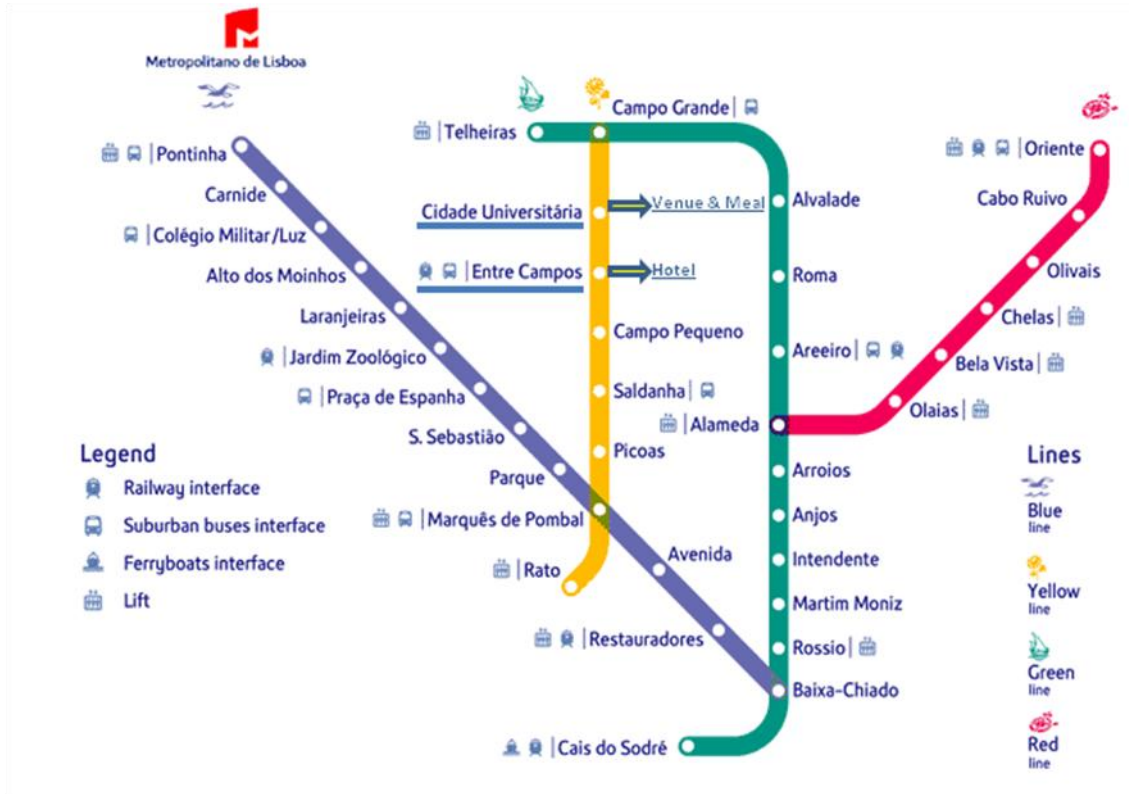 Metropolitano de Lisboa
Pontinha
Carnide
Colégio Militar/Luz
Alto dos Moinhos
Laranjeiras
Jardim Zoológico
Praça de Espanha
S. Sebastião
Parque
Marquês de Pombal
Rato
Avenida
Restauradores
Telheiras
Campo Grande
Cidade Universitária
Venue & Meal
Entre Campos
Hotel
Campo Pequeno
Saldanha
Picoas
Alvalade
Roma
Areeiro
Alameda
Arroios
Anjos
Intendente
Martim Moniz
Rossio
Baixa-Chiado
Cais do Sodré
Oriente
Cabo Ruivo
Olivais
Chelas
Bela Vista
Olaias
Legend
Railway interface
Suburban buses interface
Ferryboats interface
Lift
Lines
Blue
line
Yellow
line
Green
line
Red
line